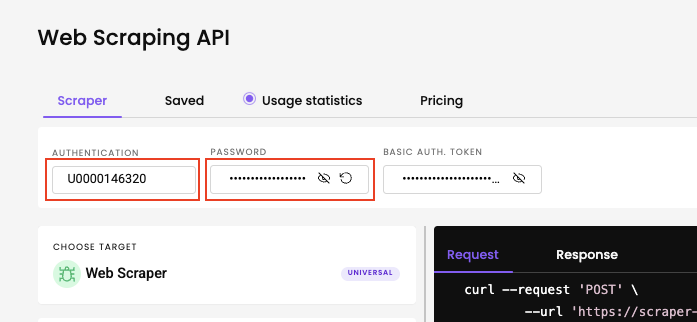 Web Scraping API
Scraper Saved Usage statistics Pricing
AUTHENTICATION PASSWORD BASIC AUTH. TOKEN
U0000146320 •••••••••••••••••• •••••••••••••••••••••...
CHOOSE TARGET
Web Scraper UNIVERSAL
Request Response
curl --request 'POST' \
--url 'https://scraper-